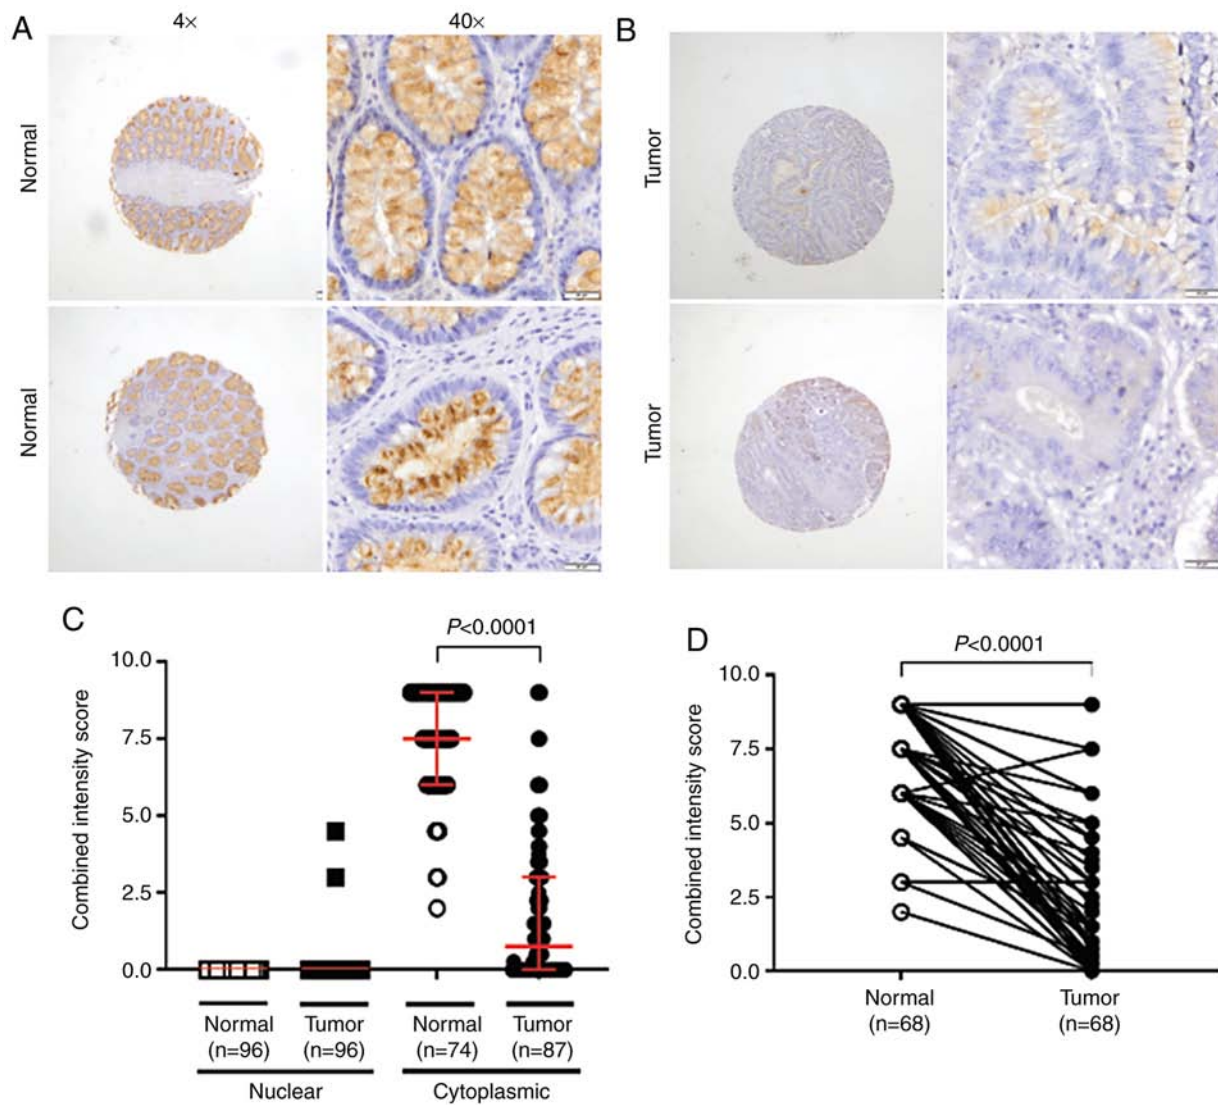 A
4×
40×
B
Normal
Tumor
Normal
Tumor
C
P<0.0001
10.0
7.5
5.0
2.5
0.0
Combined intensity score
Normal
(n=96)
Tumor
(n=96)
Normal
(n=74)
Tumor
(n=87)
Nuclear
Cytoplasmic
D
P<0.0001
10.0
7.5
5.0
2.5
0.0
Combined intensity score
Normal
(n=68)
Tumor
(n=68)